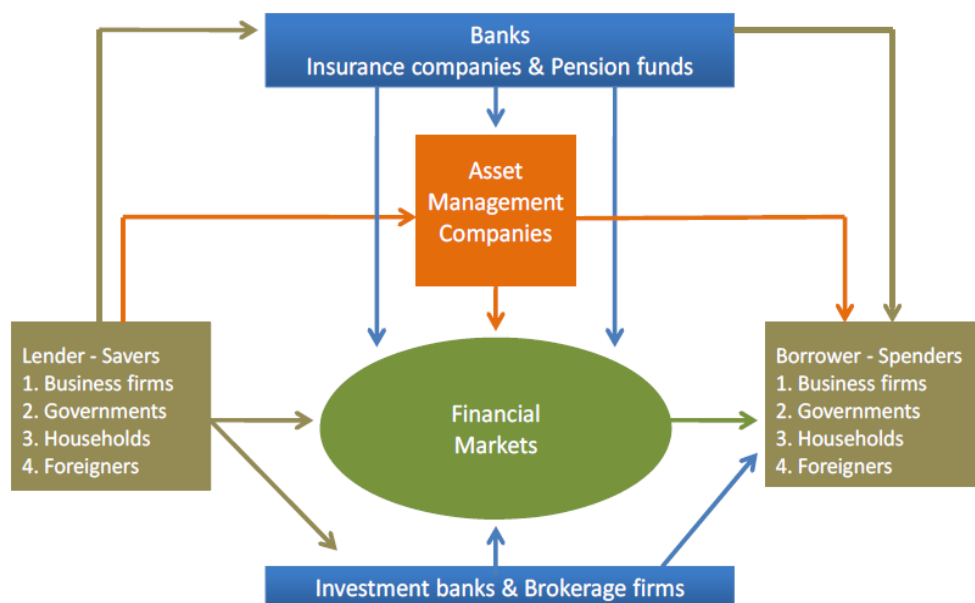 Banks
Insurance companies & Pension funds
Asset
Management
Companies
Lender - Savers
1. Business firms
2. Governments
3. Households
4. Foreigners
Financial
Markets
Borrower - Spenders
1. Business firms
2. Governments
3. Households
4. Foreigners
Investment banks & Brokerage firms